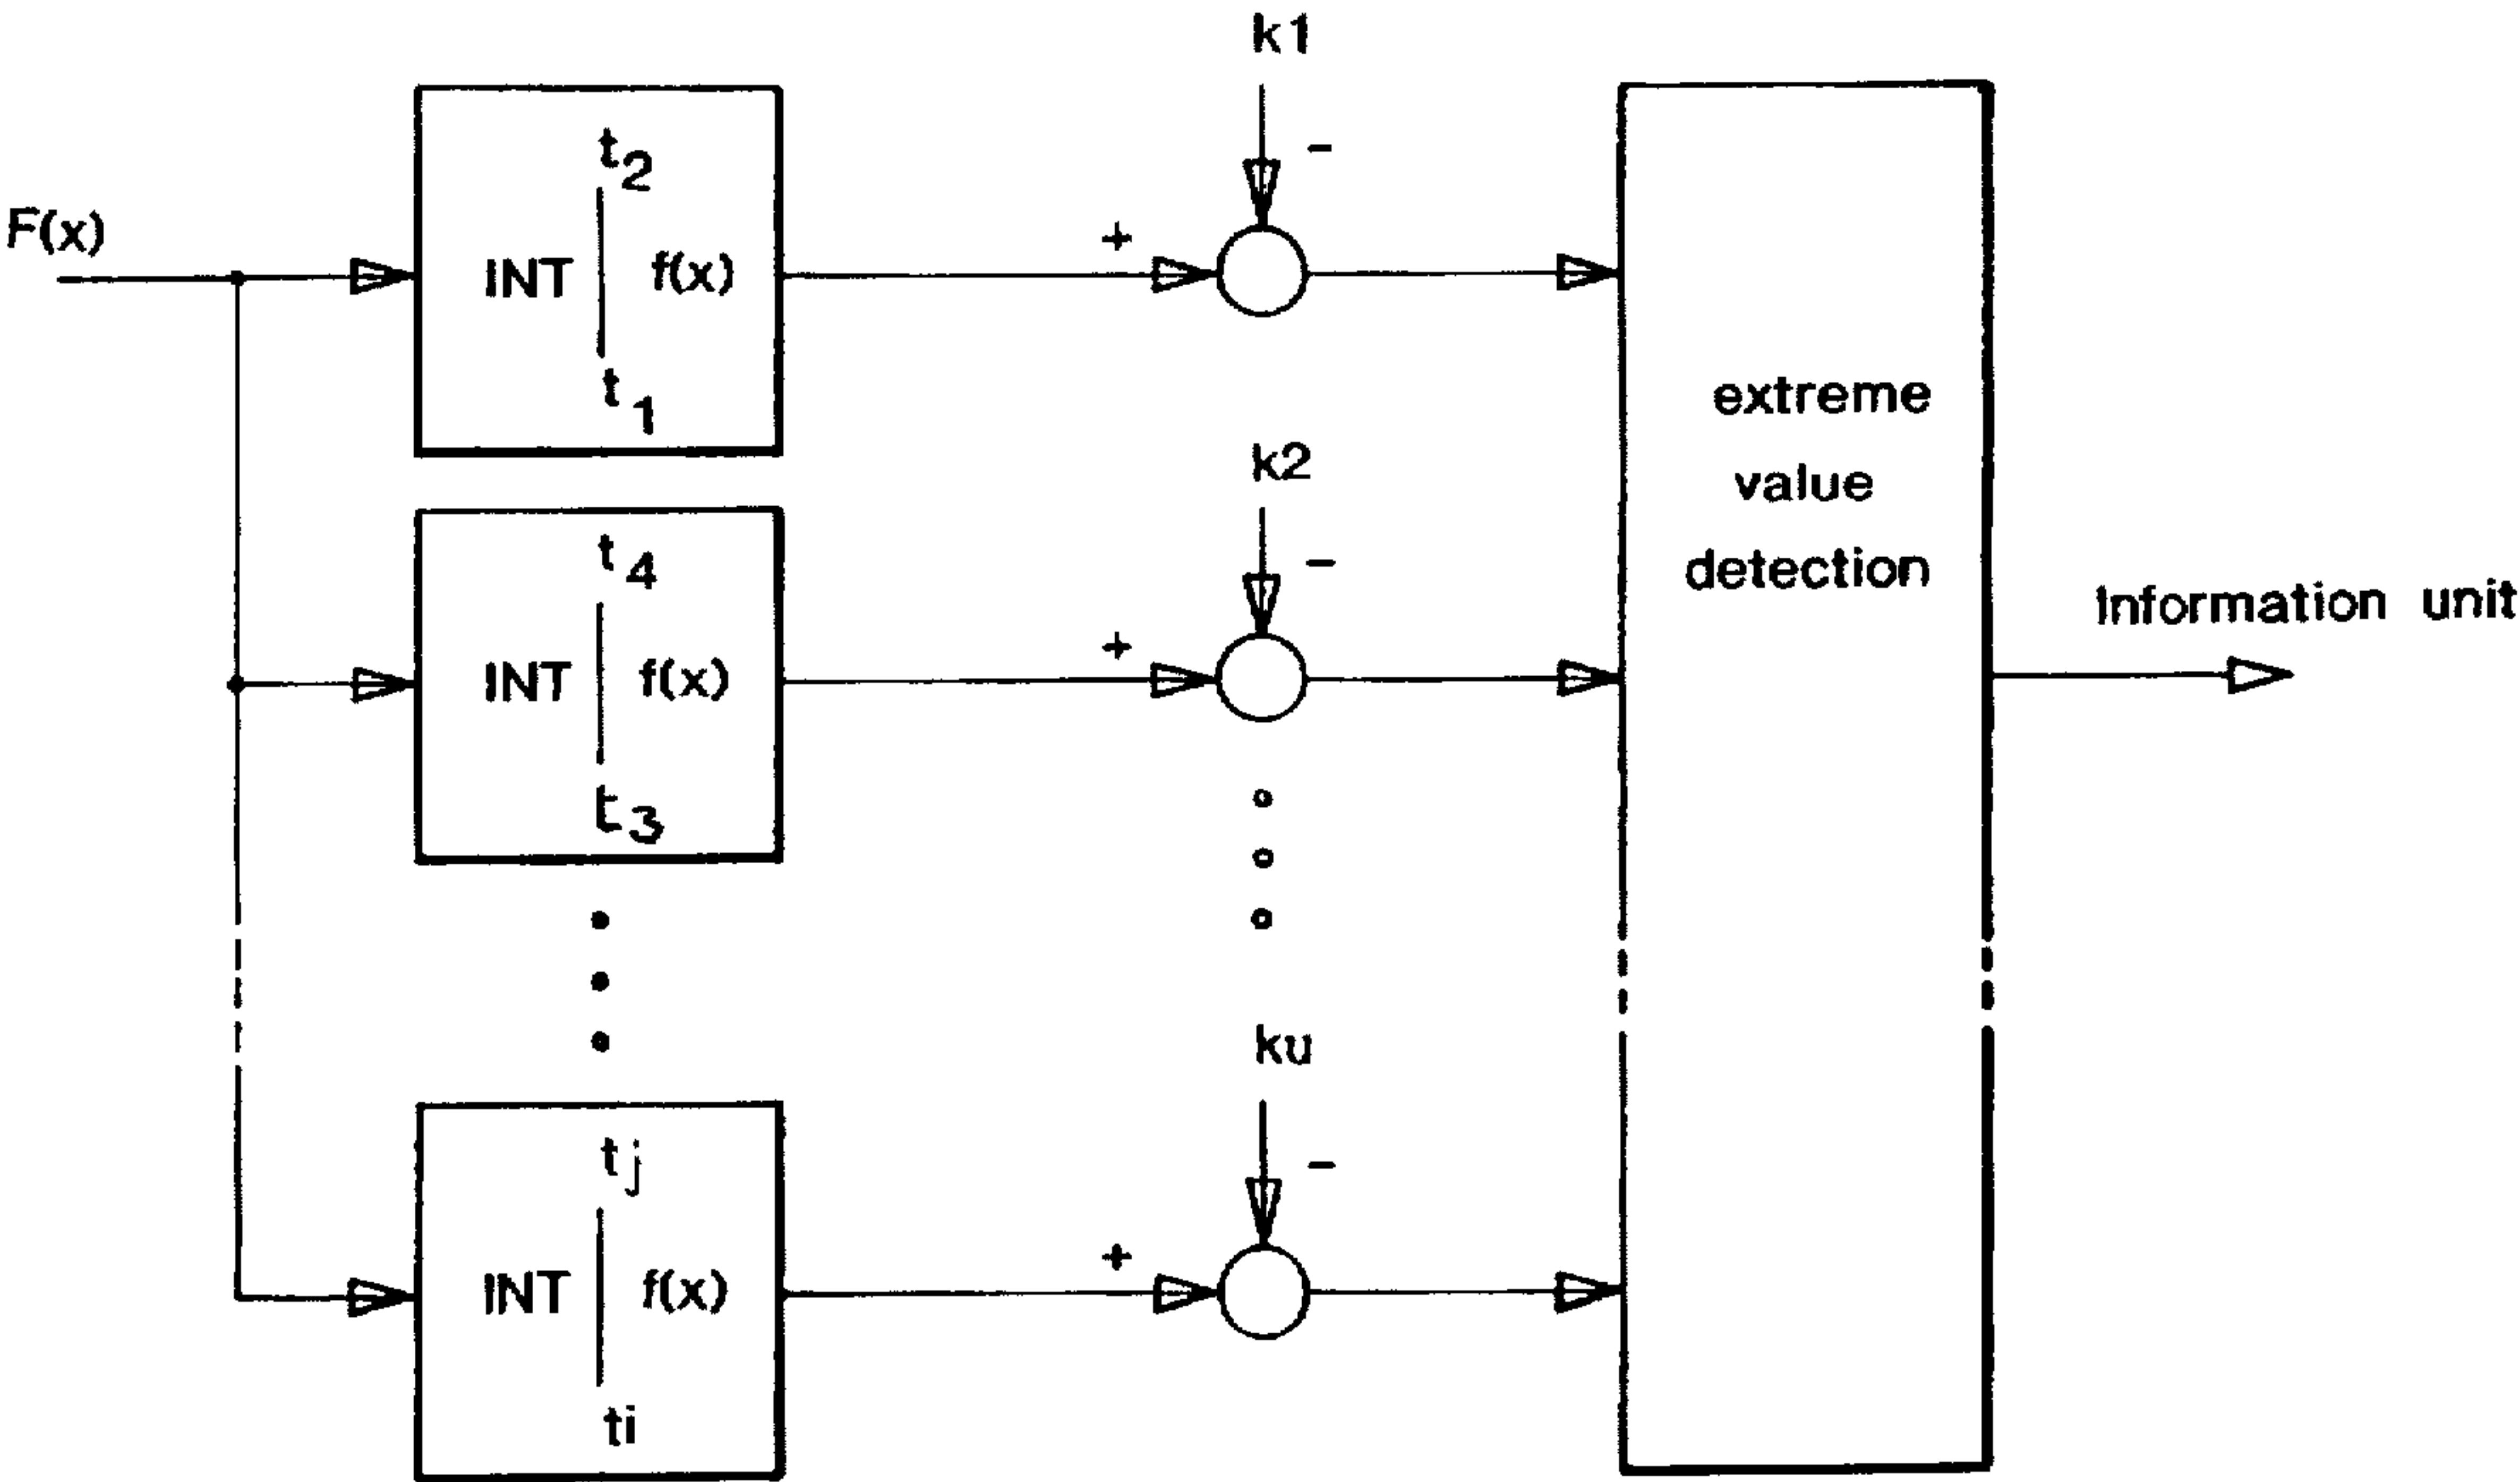 k1
-
F(x)
+
t2
INT f(x)
t1
extreme
value
detection
k2
-
+
t4
INT f(x)
t3
Information unit
ku
-
+
tj
INT f(x)
ti